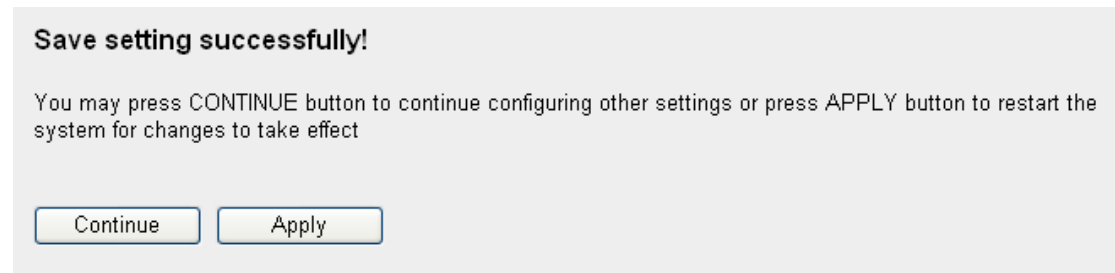 Save setting successfully!
You may press CONTINUE button to continue configuring other settings or press APPLY button to restart the
system for changes to take effect
Continue
Apply